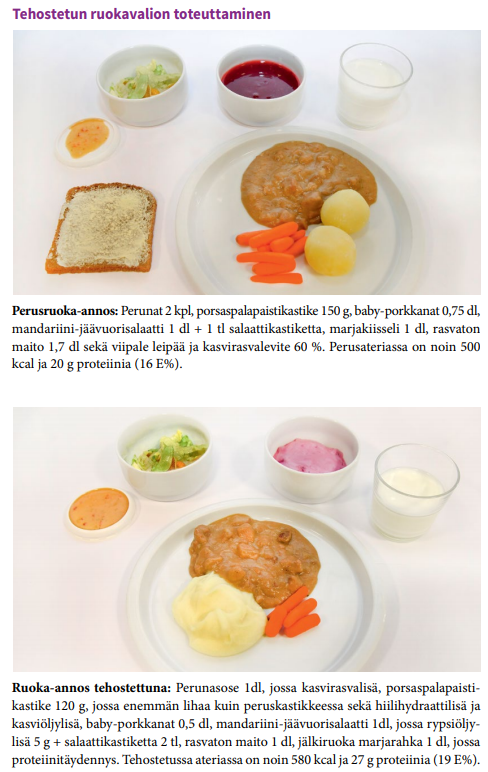 Tehostetun ruokavalion toteuttaminen
Perusruoka-annos: Perunat 2 kpl, porsaspalapaistikastike 150 g, baby-porkkanat 0,75 dl,
mandariini-jäävuorisalaatti 1 dl + 1 tl salaattikastiketta, marjakiisseli 1 dl, rasvaton
maito 1,7 dl sekä viipale leipää ja kasvirasvalevite 60 %. Perusateriassa on noin 500
kcal ja 20 g proteiinia (16 E%).
Ruoka-annos tehostettuna: Perunasose 1dl, jossa kasvirasvalisä, porsaspalapaisti-
kastike 120 g, jossa enemmän lihaa kuin peruskastikkeessa sekä hiilihydraattilisä ja
kasviöljylisä, baby-porkkanat 0,5 dl, mandariini-jäävuorisalaatti 1dl, jossa rypsiöljy-
lisä 5 g + salaattikastiketta 2 tl, rasvaton maito 1 dl, jälkiruoka marjarahka 1 dl, jossa
proteiinitäydennys. Tehostetussa ateriassa on noin 580 kcal ja 27 g proteiinia (19 E%).